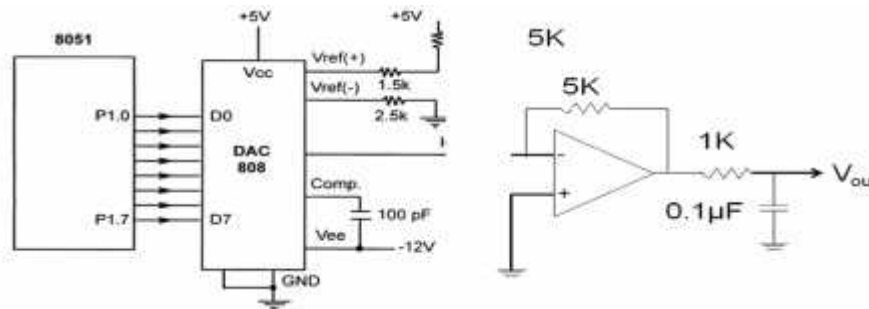 +5V
+5V
8051
5K
Vref(+)
Vcc
1.5k
5K
Vref(-)
P1.0
D0
2.5k
DAC
808
1K
I
Comp.
Vou
100 pF
0.1µF
P1.7
D7
Vee
-12V
GND